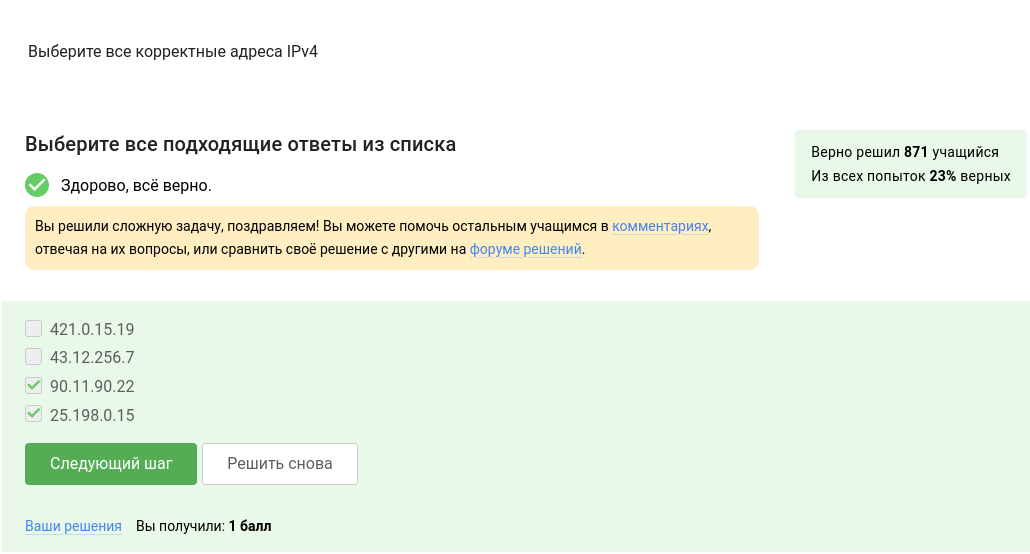 Выберите все корректные адреса IPv4
Выберите все подходящие ответы из списка
Верно решил 871 учащийся
Из всех попыток 23% верных
Здорово, всё верно.
Вы решили сложную задачу, поздравляем! Вы можете помочь остальным учащимся в комментариях,
отвечая на их вопросы, или сравнить своё решение с другими на форуме решений.
421.0.15.19
43.12.256.7
90.11.90.22
25.198.0.15
Следующий шаг Решить снова
Ваши решения Вы получили: 1 балл